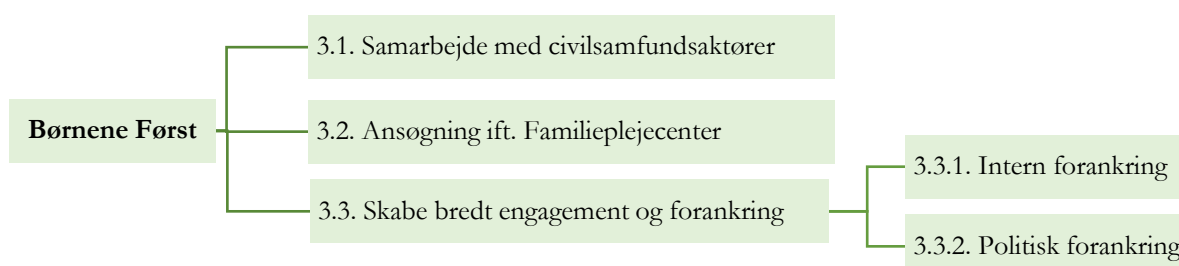 3.1. Samarbejde med civilsamfundsaktører
Børnene Først
3.2. Ansøgning ift. Familieplejecenter
3.3. Skabe bredt engagement og forankring
3.3.1. Intern forankring
3.3.2. Politisk forankring